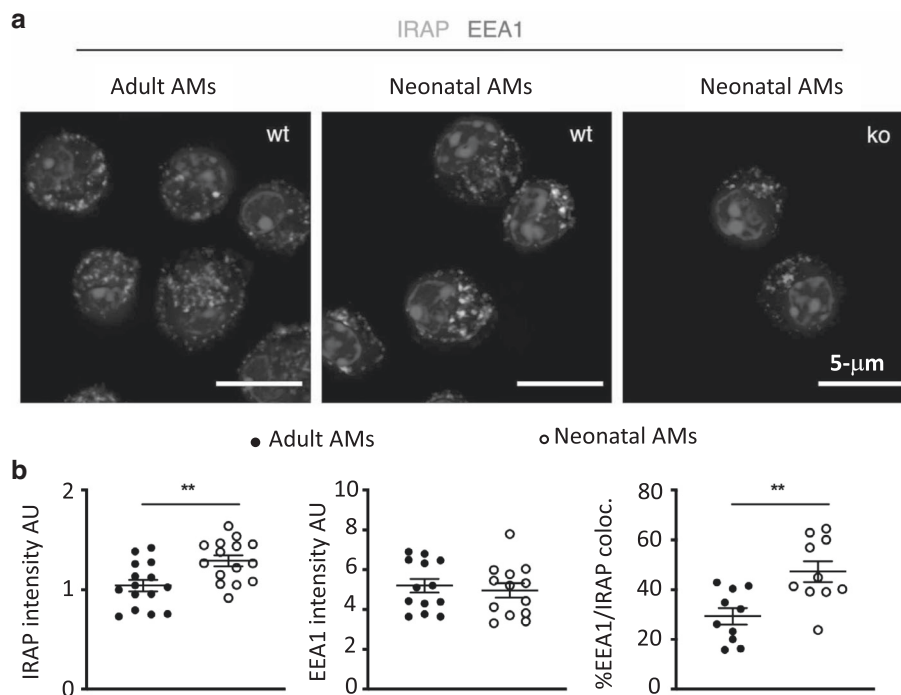 a
IRAP EEA1
Adult AMs Neonatal AMs Neonatal AMs
wt wt ko
5-μm
Adult AMs Neonatal AMs
b
IRAP intensity AU
2
1
0
**
EEA1 intensity AU
10
8
6
4
2
0
%EEA1/IRAP coloc.
80
60
40
20
0
**